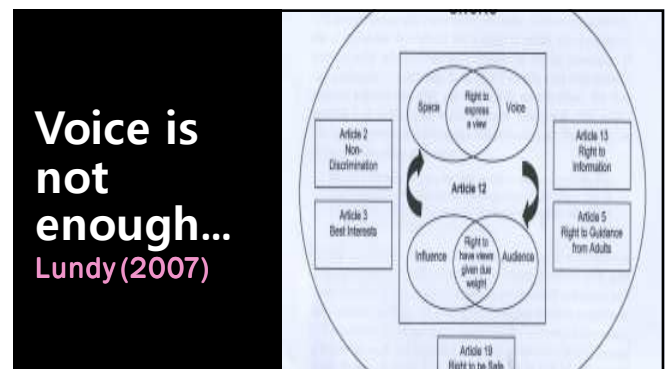 Voice is
not
enough...
Lundy (2007)
Space
Right to
express
a view
Voice
Article 2
Non-
Discrimination
Article 13
Right to
Information
Article 12
Article 3
Best Interests
Article 5
Right to Guidance
from Adults
Influence
Right to
have views
given due
weight
Audience
Article 19
Right to be Safe